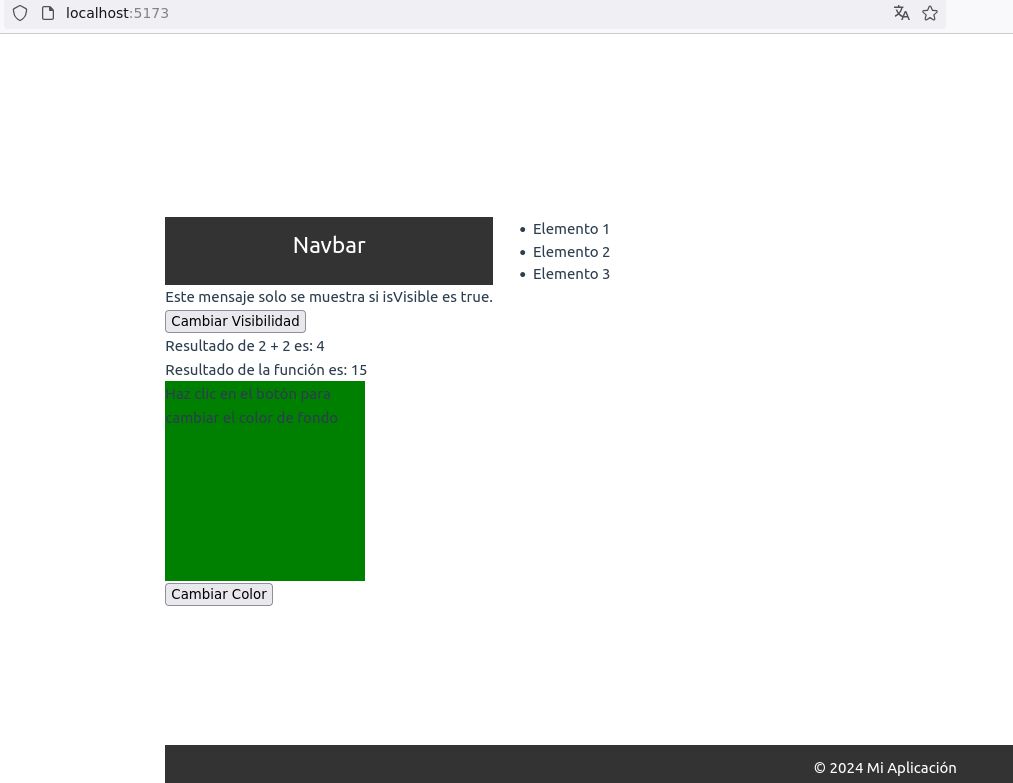 localhost:5173
Navbar
Este mensaje solo se muestra si isVisible es true.
Cambiar Visibilidad
Resultado de 2 + 2 es: 4
Resultado de la función es: 15
Haz clic en el botón para
cambiar el color de fondo
Cambiar Color
Elemento 1
Elemento 2
Elemento 3
© 2024 Mi Aplicación